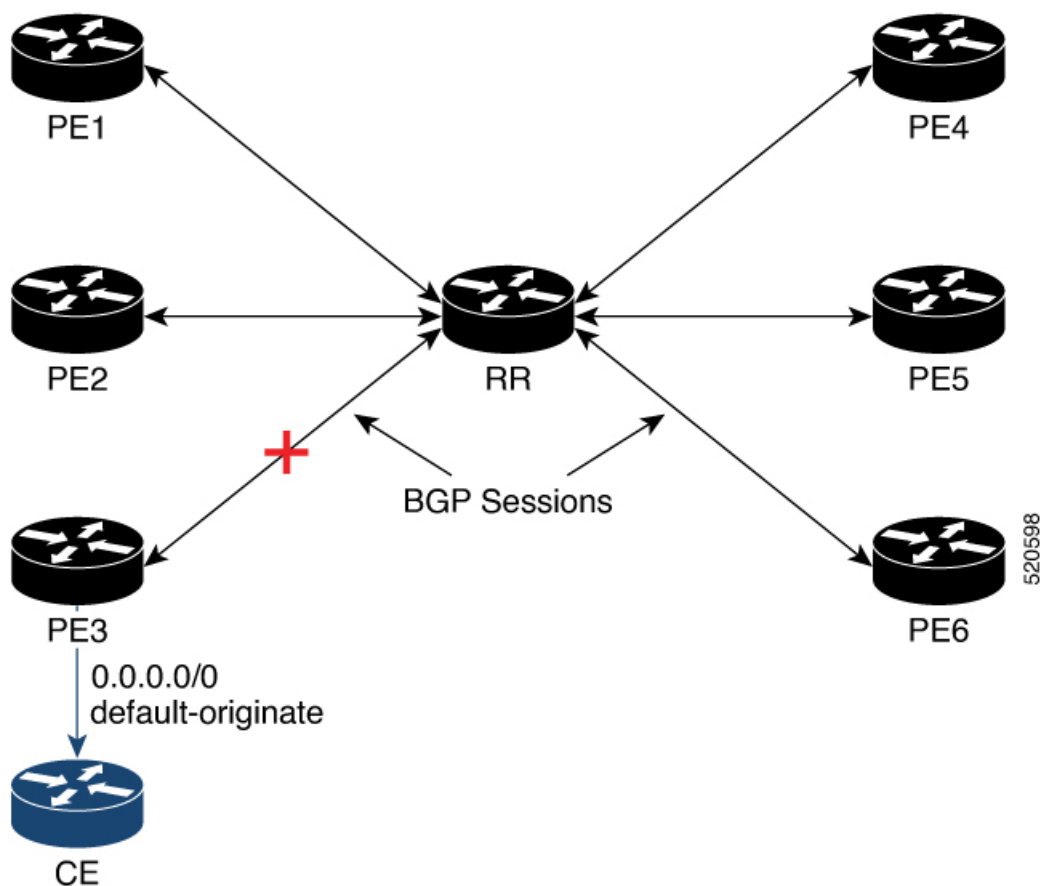 PE1
PE4
PE2
RR
PE5
BGP Sessions
PE3
PE6
520598
0.0.0.0/0
default-originate
CE